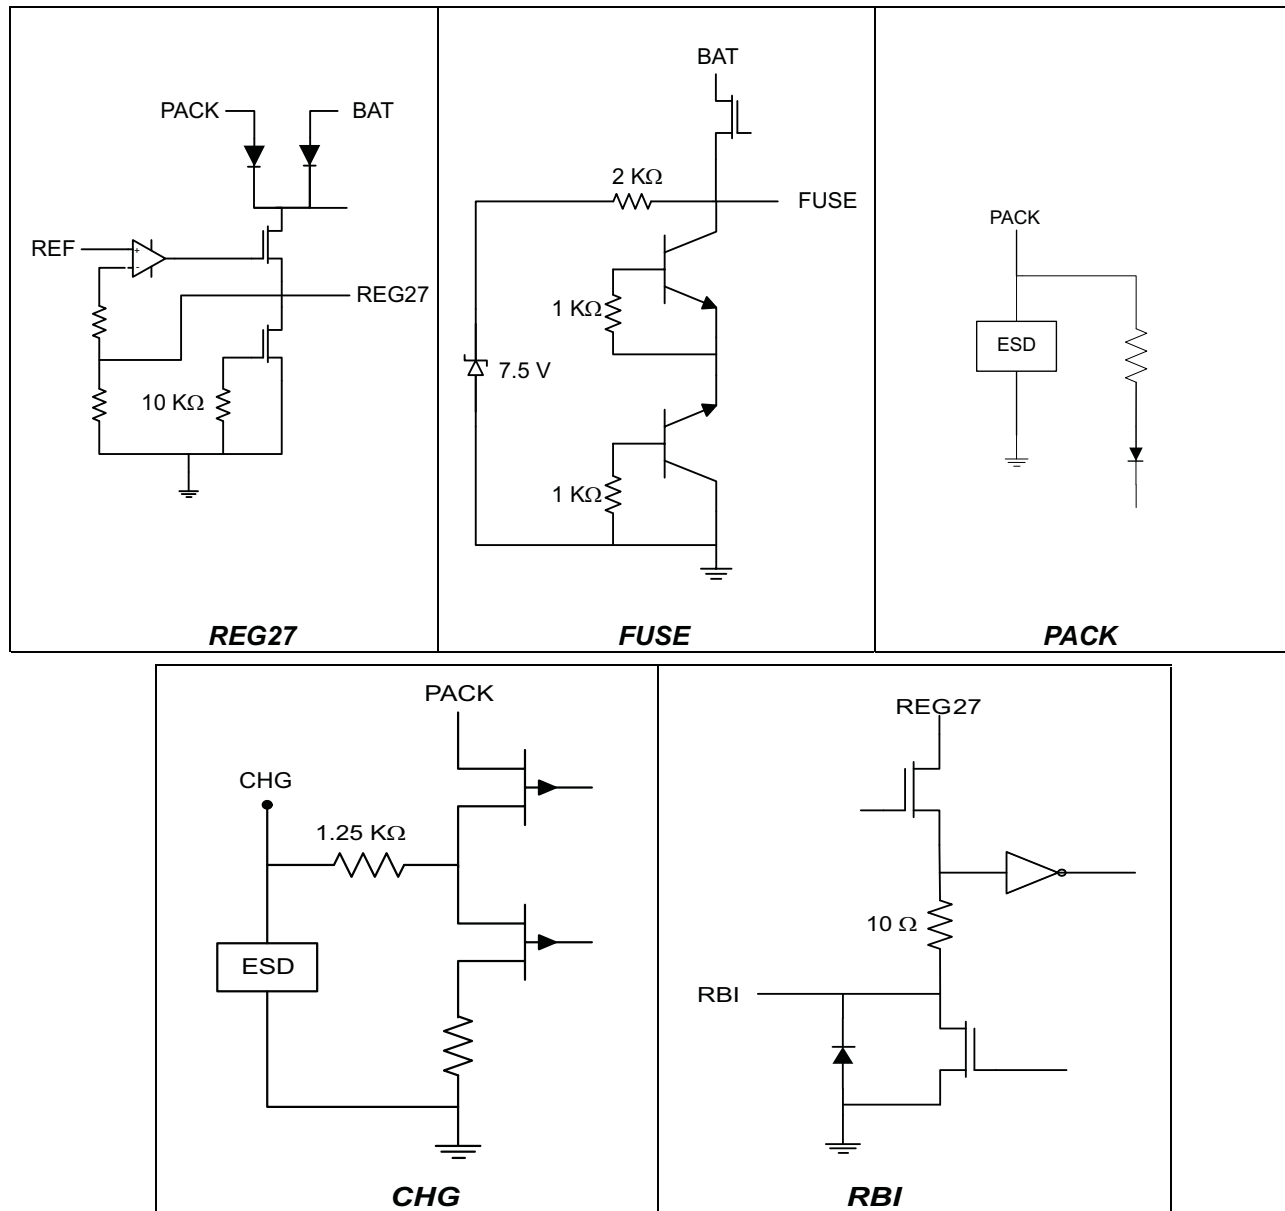 PACK
BAT
REF
+
-
REG27
10 KΩ
REG27
BAT
2 KΩ
FUSE
1 KΩ
7.5 V
1 KΩ
FUSE
PACK
ESD
PACK
PACK
CHG
1.25 KΩ
ESD
CHG
REG27
10 Ω
RBI
RBI